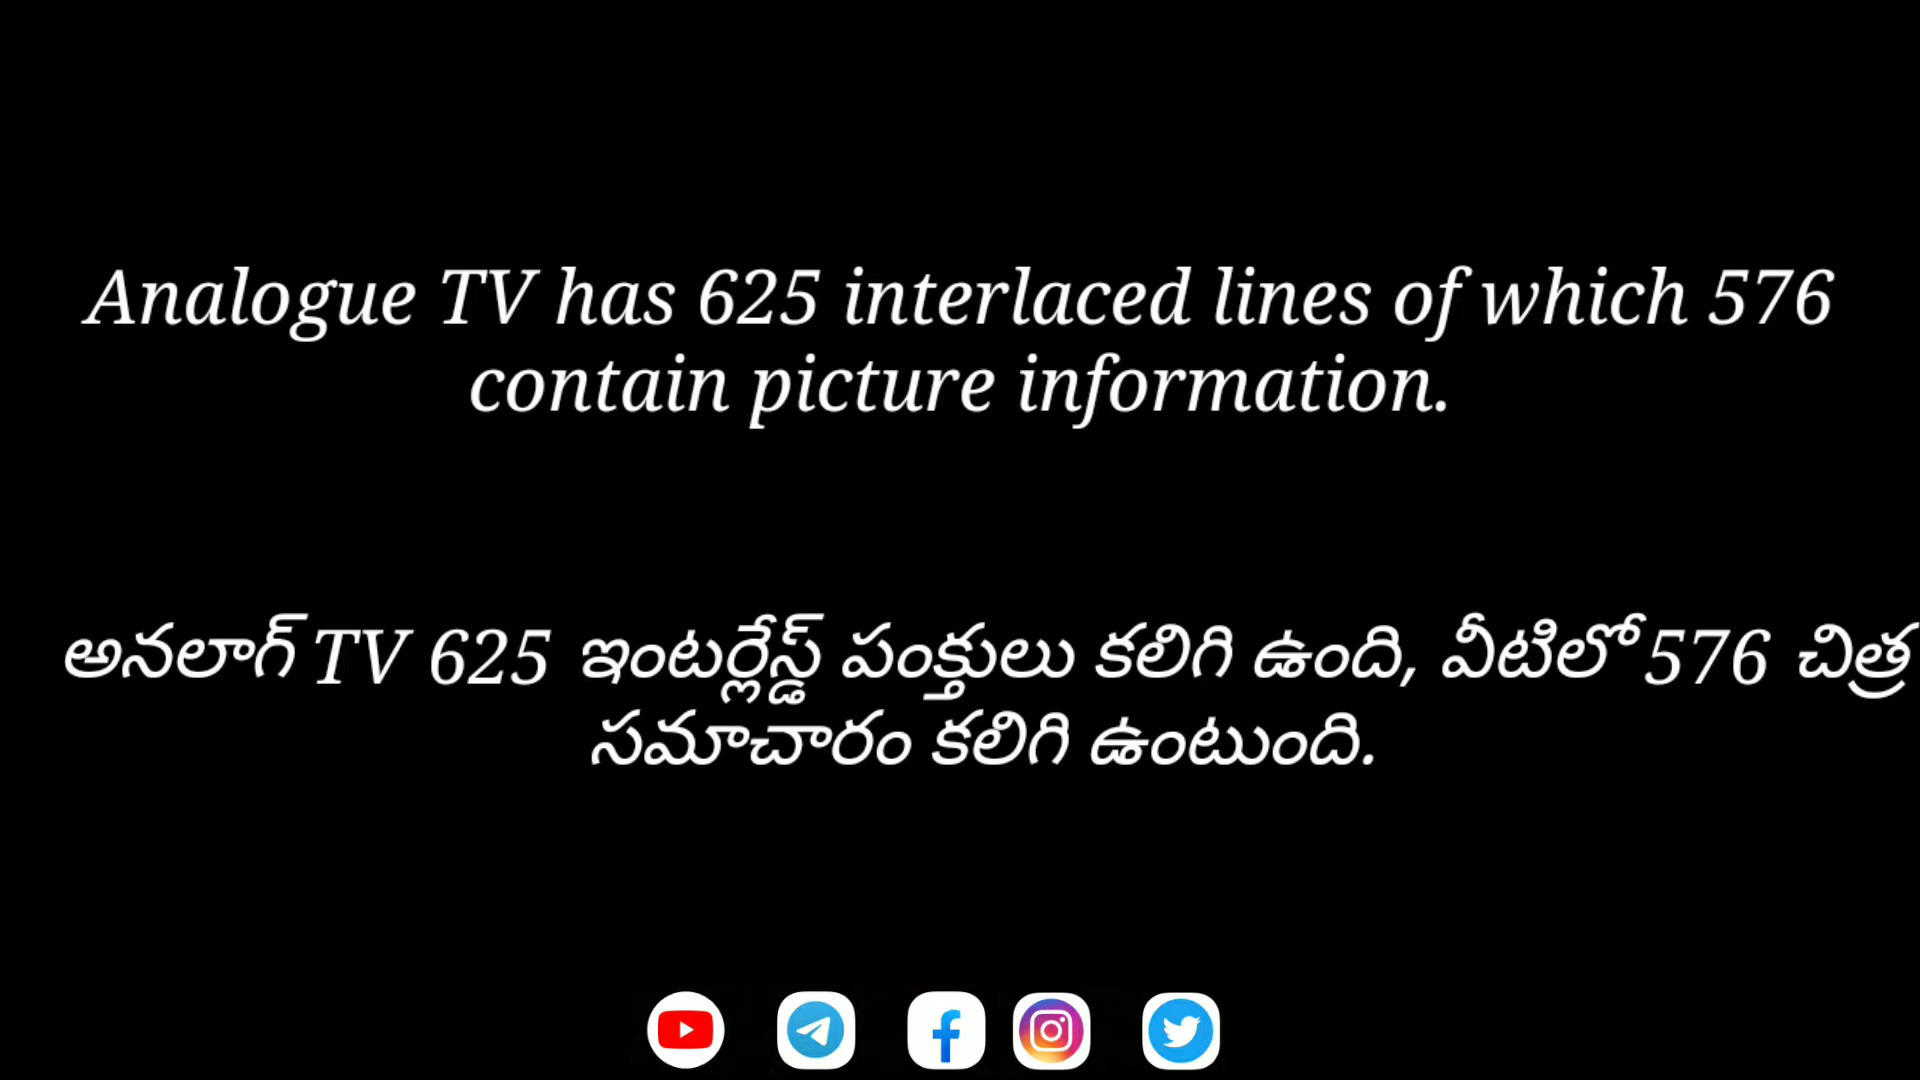 Analogue TV has 625 interlaced lines of which 576
contain picture information.
అనలాగ్ TV 625 ఇంటర్లేస్డ్ పంక్తులు కలిగి ఉంది, వీటిలో 576 చిత్ర
సమాచారం కలిగి ఉంటుంది.